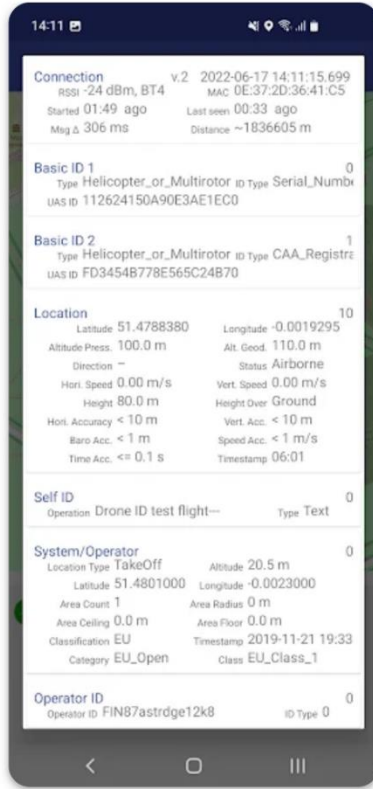 14:11
Connection v.2 2022-06-17 14:11:15.699
RSSI -24 dBm, BT4 MAC 0E:37:2D:36:41:C5
Started 01:49 ago Last seen 00:33 ago
Msg Δ 306 ms Distance ~1836605 m
Basic ID 1 0
Type Helicopter_or_Multirotor ID Type Serial_Numbe
UAS ID 112624150A90E3AE1EC0
Basic ID 2 1
Type Helicopter_or_Multirotor ID Type CAA_Registra
UAS ID FD3454B778E565C24B70
Location 10
Latitude 51.4788380 Longitude -0.0019295
Altitude Press. 100.0 m Alt. Geod. 110.0 m
Direction – Status Airborne
Hori. Speed 0.00 m/s Vert. Speed 0.00 m/s
Height 80.0 m Height Over Ground
Hori. Accuracy < 10 m Vert. Acc. < 10 m
Baro Acc. < 1 m Speed Acc. < 1 m/s
Time Acc. <= 0.1 s Timestamp 06:01
Self ID 0
Operation Drone ID test flight--- Type Text
System/Operator 0
Location Type TakeOff Altitude 20.5 m
Latitude 51.4801000 Longitude -0.0023000
Area Count 1 Area Radius 0 m
Area Ceiling 0.0 m Area Floor 0.0 m
Classification EU Timestamp 2019-11-21 19:33
Category EU_Open Class EU_Class_1
Operator ID 0
Operator ID FIN87astrdge12k8 ID Type 0